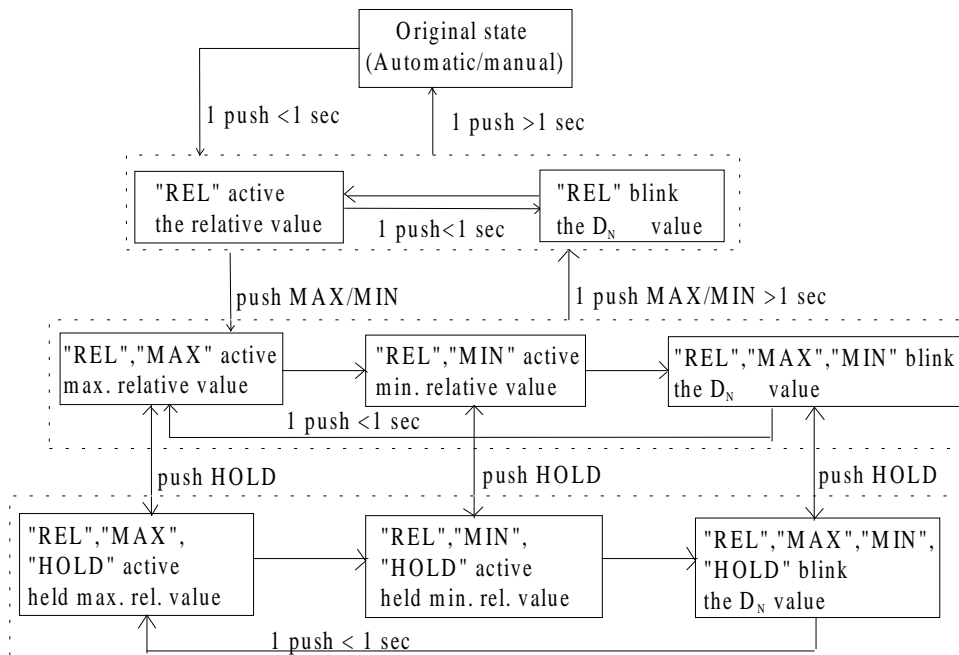 Original state
(Automatic/manual)
1 push <1 sec
1 push >1 sec
"REL" active
the relative value
1 push<1 sec
"REL" blink
the DN value
push MAX/MIN
1 push MAX/MIN >1 sec
"REL","MAX" active
max. relative value
"REL","MIN" active
min. relative value
"REL","MAX","MIN" blink
the DN value
1 push <1 sec
push HOLD
push HOLD
push HOLD
"REL","MAX",
"HOLD" active
held max. rel. value
"REL","MIN",
"HOLD" active
held min. rel. value
"REL","MAX","MIN",
"HOLD" blink
the DN value
1 push < 1 sec